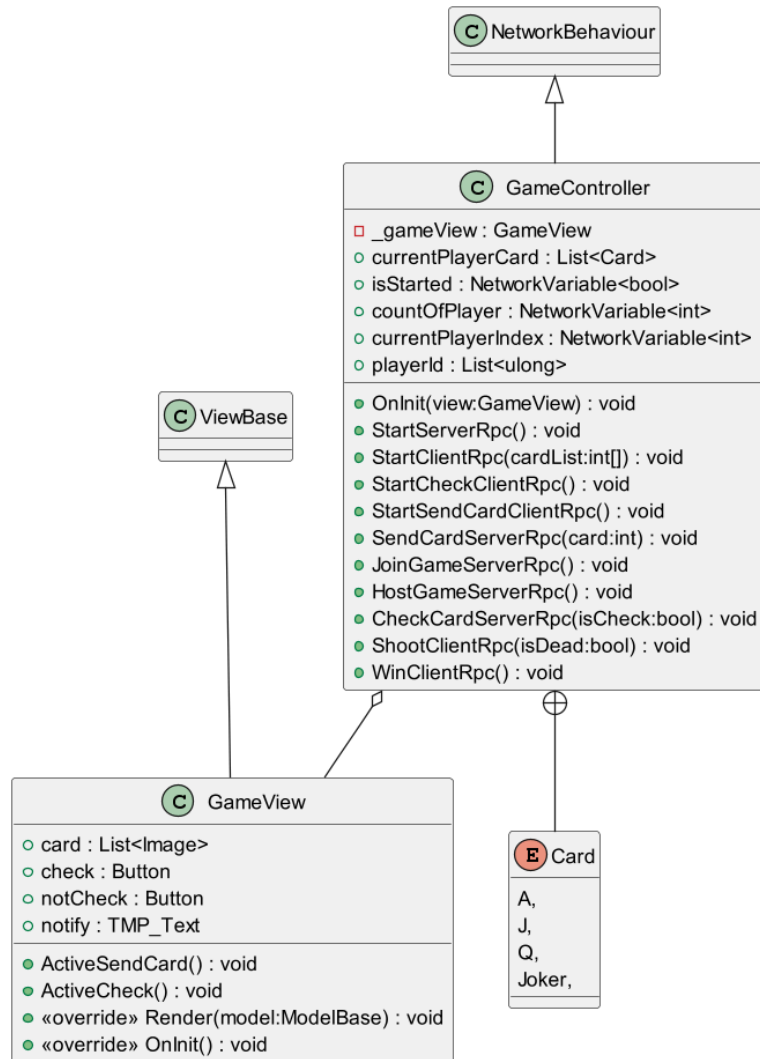 C NetworkBehaviour
C GameController
_gameView : GameView
currentPlayerCard : List<Card>
isStarted : NetworkVariable<bool>
countOfPlayer : NetworkVariable<int>
currentPlayerIndex : NetworkVariable<int>
playerId : List<ulong>
OnInit(view:GameView) : void
StartServerRpc() : void
StartClientRpc(cardList:int[]) : void
StartCheckClientRpc() : void
StartSendCardClientRpc() : void
SendCardServerRpc(card:int) : void
JoinGameServerRpc() : void
HostGameServerRpc() : void
CheckCardServerRpc(isCheck:bool) : void
ShootClientRpc(isDead:bool) : void
WinClientRpc() : void
C ViewBase
C GameView
card : List<Image>
check : Button
notCheck : Button
notify : TMP_Text
ActiveSendCard() : void
ActiveCheck() : void
«override» Render(model:ModelBase) : void
«override» OnInit() : void
E Card
A,
J,
Q,
Joker,